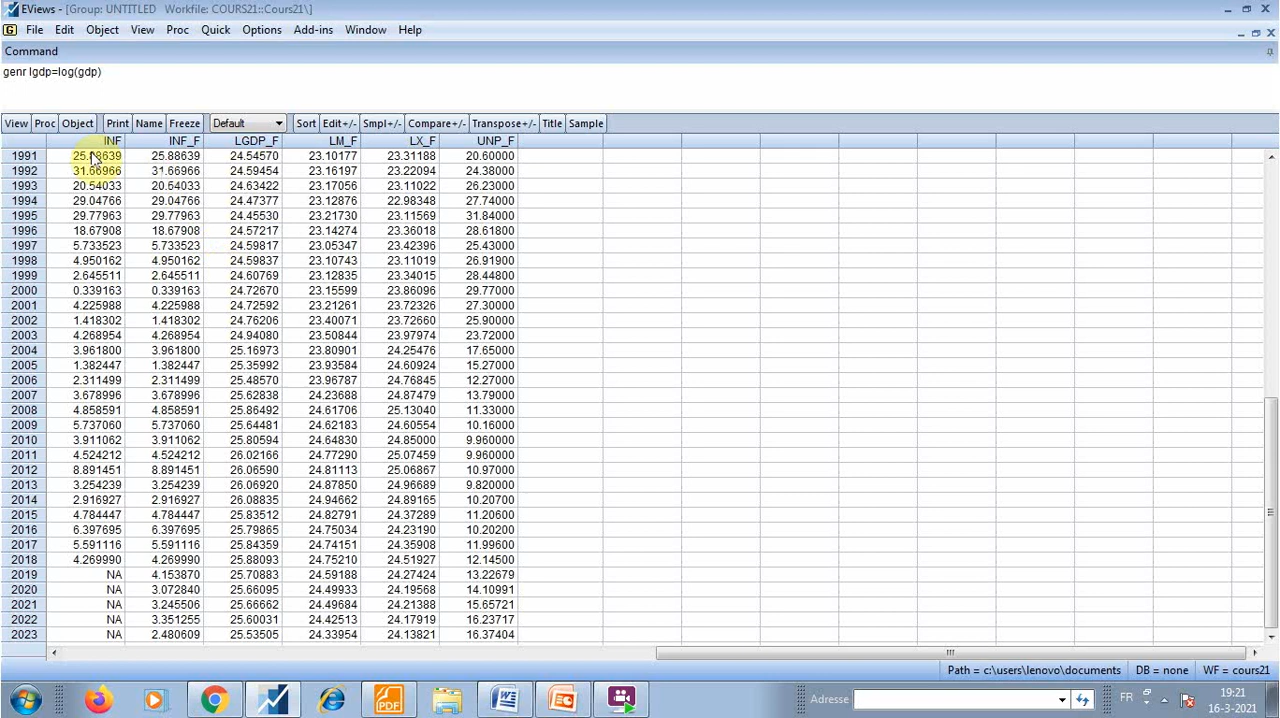 EViews - [Group: UNTITLED   Workfile: COURS21::Cours21\]
File Edit Object View Proc Quick Options Add-ins Window Help
Command
genr lgdp=log(gdp)
View Proc Object Print Name Freeze Default Sort Edit+/- Smpl+/- Compare+/- Transpose+/- Title Sample
INF INF_F LGDP_F LM_F LX_F UNP_F
1991 25.88639 25.88639 24.54570 23.10177 23.31188 20.60000
1992 31.66966 31.66966 24.59454 23.16197 23.22094 24.38000
1993 20.54033 20.54033 24.63422 23.17056 23.11022 26.23000
1994 29.04766 29.04766 24.47377 23.12876 22.98348 27.74000
1995 29.77963 29.77963 24.45530 23.21730 23.11569 31.84000
1996 18.67908 18.67908 24.57217 23.14274 23.36018 28.61800
1997 5.733523 5.733523 24.59817 23.05347 23.42396 25.43000
1998 4.950162 4.950162 24.59837 23.10743 23.11019 26.91900
1999 2.645511 2.645511 24.60769 23.12835 23.34015 28.44800
2000 0.339163 0.339163 24.72670 23.15599 23.86096 29.77000
2001 4.225988 4.225988 24.72592 23.21261 23.72326 27.30000
2002 1.418302 1.418302 24.76206 23.40071 23.72660 25.90000
2003 4.268954 4.268954 24.94080 23.50844 23.97974 23.72000
2004 3.961800 3.961800 25.16973 23.80901 24.25476 17.65000
2005 1.382447 1.382447 25.35992 23.93584 24.60924 15.27000
2006 2.311499 2.311499 25.48570 23.96787 24.76845 12.27000
2007 3.678996 3.678996 25.62838 24.23688 24.87479 13.79000
2008 4.858591 4.858591 25.86492 24.61706 25.13040 11.33000
2009 5.737060 5.737060 25.64481 24.62183 24.60554 10.16000
2010 3.911062 3.911062 25.80594 24.64830 24.85000 9.960000
2011 4.524212 4.524212 26.02166 24.77290 25.07459 9.960000
2012 8.891451 8.891451 26.06590 24.81113 25.06867 10.97000
2013 3.254239 3.254239 26.06920 24.87850 24.96689 9.820000
2014 2.916927 2.916927 26.08835 24.94662 24.89165 10.20700
2015 4.784447 4.784447 25.83512 24.82791 24.37289 11.20600
2016 6.397695 6.397695 25.79865 24.75034 24.23190 10.20200
2017 5.591116 5.591116 25.84359 24.74151 24.35908 11.99600
2018 4.269990 4.269990 25.88093 24.75210 24.51927 12.14500
2019 NA 4.153870 25.70883 24.59188 24.27424 13.22679
2020 NA 3.072840 25.66095 24.49933 24.19568 14.10991
2021 NA 3.245506 25.66662 24.49684 24.21388 15.65721
2022 NA 3.351255 25.60031 24.42513 24.17919 16.23717
2023 NA 2.480609 25.53505 24.33954 24.13821 16.37404
Path = c:\users\lenovo\documents DB = none WF = cours21
PDF Adresse FR 19:21
16-3-2021